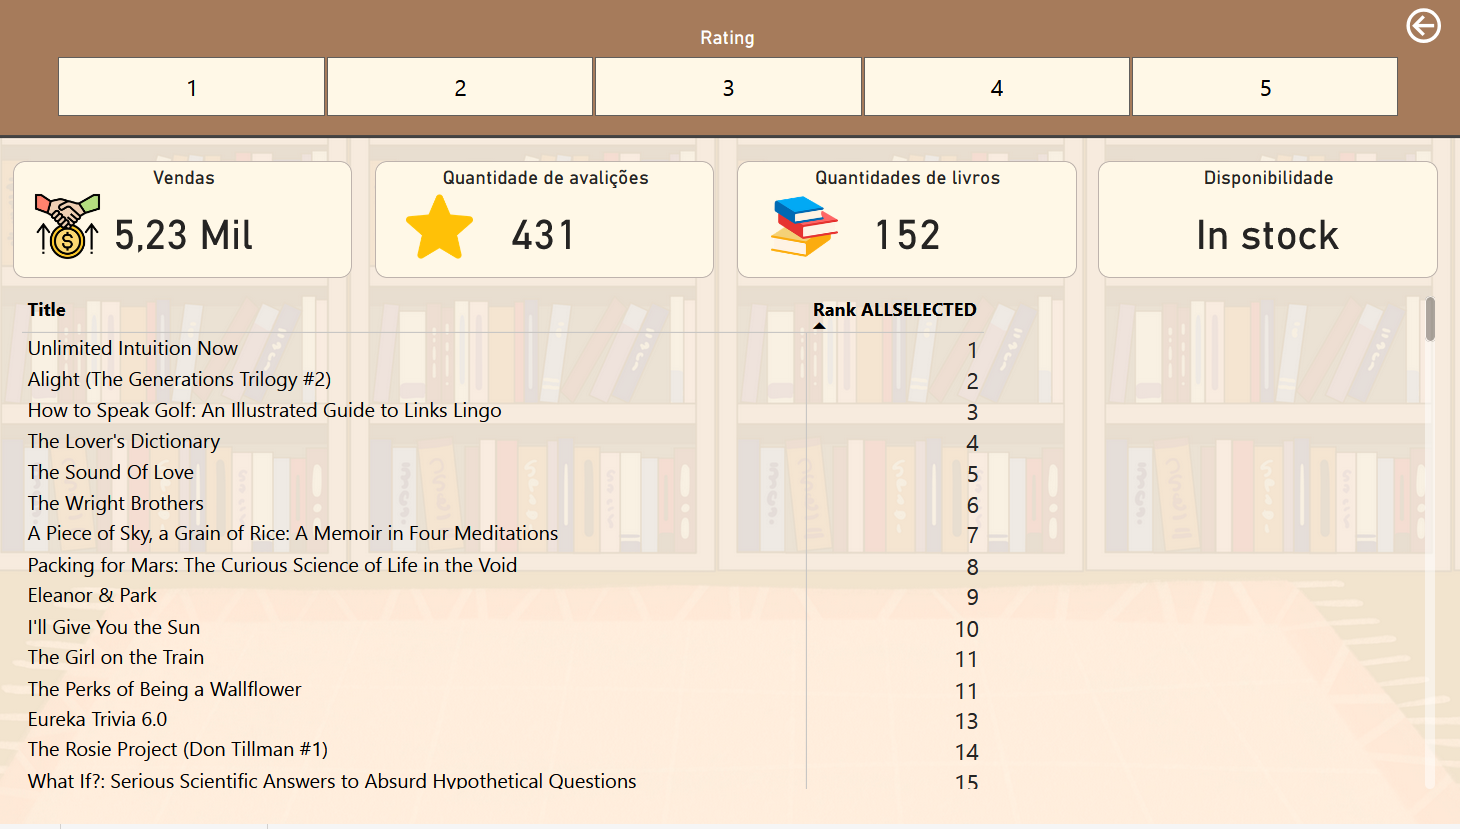 Rating
1 2 3 4 5
Vendas
5,23 Mil
Quantidade de avalições
431
Quantidades de livros
152
Disponibilidade
In stock
Title Rank ALLSELECTED
Unlimited Intuition Now 1
Alight (The Generations Trilogy #2) 2
How to Speak Golf: An Illustrated Guide to Links Lingo 3
The Lover's Dictionary 4
The Sound Of Love 5
The Wright Brothers 6
A Piece of Sky, a Grain of Rice: A Memoir in Four Meditations 7
Packing for Mars: The Curious Science of Life in the Void 8
Eleanor & Park 9
I'll Give You the Sun 10
The Girl on the Train 11
The Perks of Being a Wallflower 11
Eureka Trivia 6.0 13
The Rosie Project (Don Tillman #1) 14
What If?: Serious Scientific Answers to Absurd Hypothetical Questions 15